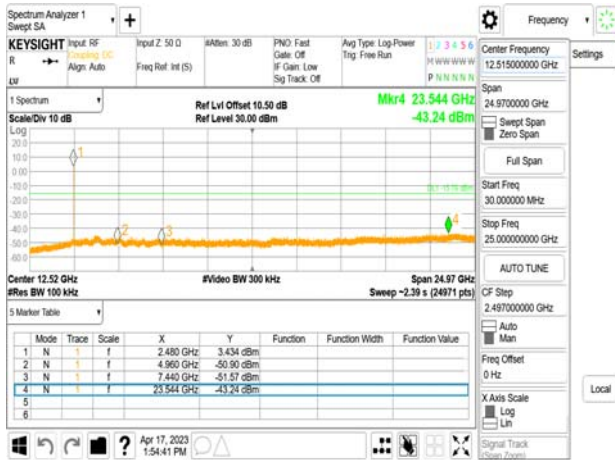 Spectrum Analyzer 1
Swept SA
Frequency
KEYSIGHT
Input: RF
Coupling: DC
Align: Auto
Input Z: 50 Ω
Freq Ref: Int (S)
#Atten: 30 dB
PNO: Fast
Gate: Off
IF Gain: Low
Sig Track: Off
Avg Type: Log-Power
Trig: Free Run
1 2 3 4 5 6
M W W W W W
P N N N N N
R
1 Spectrum
Scale/Div 10 dB
Ref Lvl Offset 10.50 dB
Ref Level 30.00 dBm
Mkr4 23.544 GHz
-43.24 dBm
Log
20.0
10.0
0.00
-10.0
-20.0
-30.0
-40.0
-50.0
-60.0
1
2
3
4
Center 12.52 GHz
#Video BW 300 kHz
Span 24.97 GHz
#Res BW 100 kHz
Sweep ~2.39 s (24971 pts)
5 Marker Table
Mode Trace Scale X Y Function Function Width Function Value
1 N 1 f 2.480 GHz 3.434 dBm
2 N 1 f 4.960 GHz -50.90 dBm
3 N 1 f 7.440 GHz -51.57 dBm
4 N 1 f 23.544 GHz -43.24 dBm
5
6
Apr 17, 2023
1:54:41 PM
?
Center Frequency
12.515000000 GHz
Span
24.9700000 GHz
Swept Span
Zero Span
Full Span
Start Freq
30.000000 MHz
Stop Freq
25.000000000 GHz
AUTO TUNE
CF Step
2.497000000 GHz
Auto
Man
Freq Offset
0 Hz
X Axis Scale
Log
Lin
Signal Track
(Span Zoom)
Settings
Local